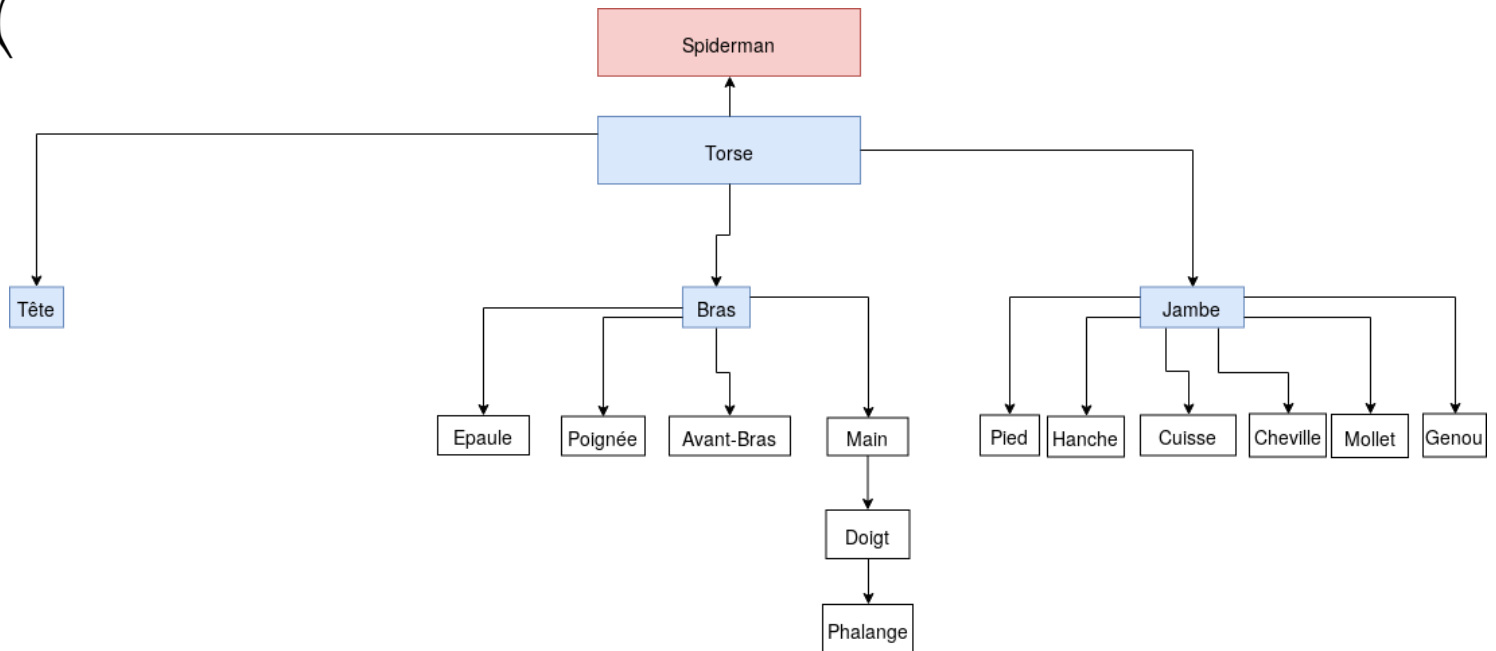 (
Spiderman
Torse
Tête
Bras
Jambe
Epaule
Poignée
Avant-Bras
Main
Pied
Hanche
Cuisse
Cheville
Mollet
Genou
Doigt
Phalange